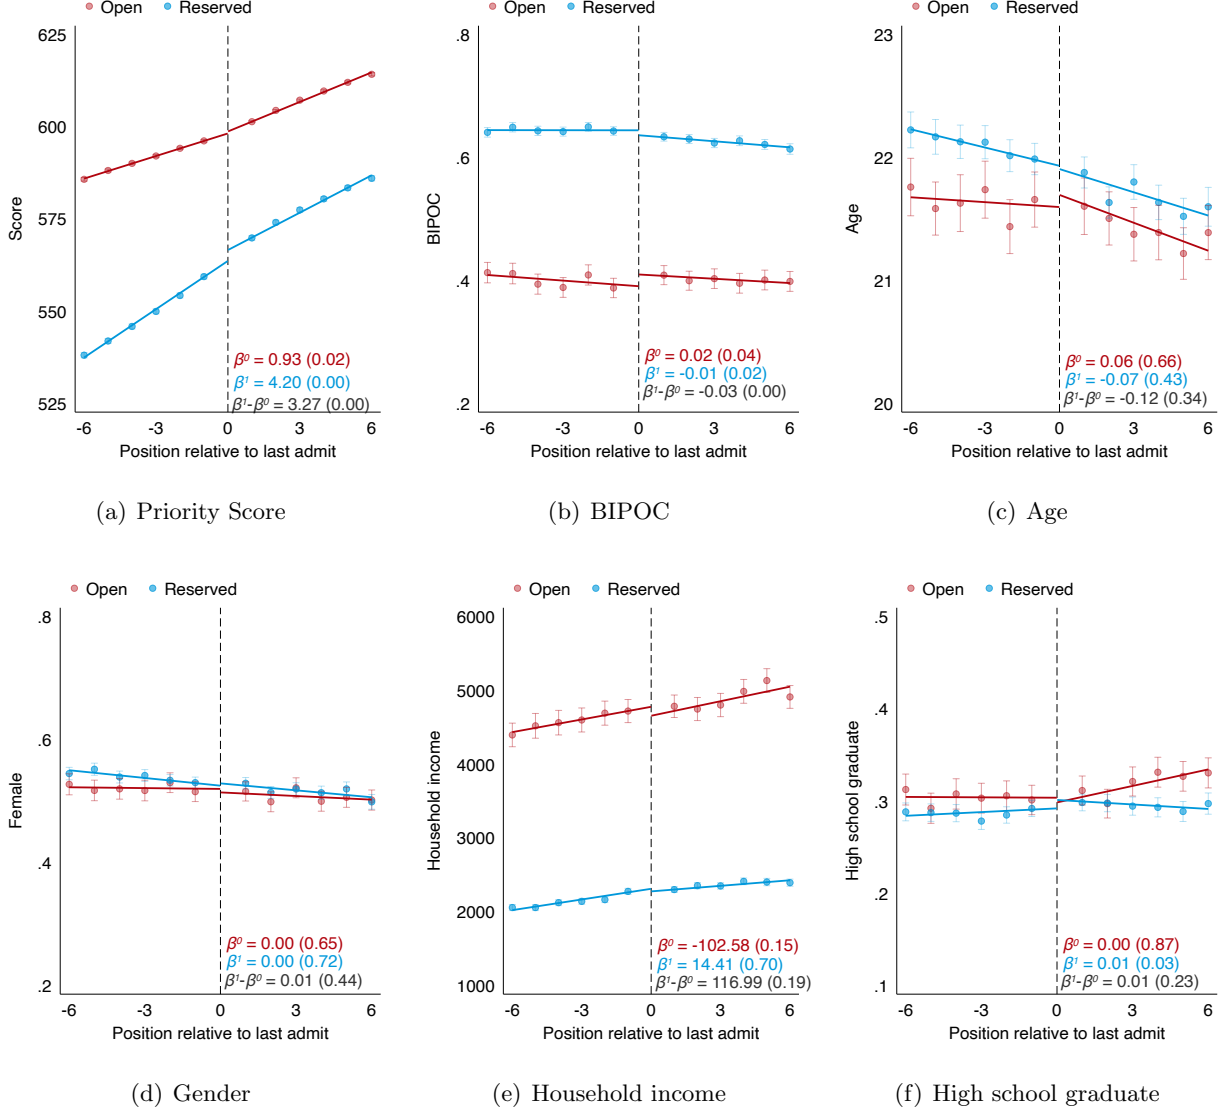 Open Reserved
625
600
575
550
525
Score
β⁰ = 0.93 (0.02)
β¹ = 4.20 (0.00)
β¹-β⁰ = 3.27 (0.00)
-6 -3 0 3 6
Position relative to last admit
(a) Priority Score
Open Reserved
.8
.6
.4
.2
BIPOC
β⁰ = 0.02 (0.04)
β¹ = -0.01 (0.02)
β¹-β⁰ = -0.03 (0.00)
-6 -3 0 3 6
Position relative to last admit
(b) BIPOC
Open Reserved
23
22
21
20
Age
β⁰ = 0.06 (0.66)
β¹ = -0.07 (0.43)
β¹-β⁰ = -0.12 (0.34)
-6 -3 0 3 6
Position relative to last admit
(c) Age
Open Reserved
.8
.6
.4
.2
Female
β⁰ = 0.00 (0.65)
β¹ = 0.00 (0.72)
β¹-β⁰ = 0.01 (0.44)
-6 -3 0 3 6
Position relative to last admit
(d) Gender
Open Reserved
6000
5000
4000
3000
2000
1000
Household income
β⁰ = -102.58 (0.15)
β¹ = 14.41 (0.70)
β¹-β⁰ = 116.99 (0.19)
-6 -3 0 3 6
Position relative to last admit
(e) Household income
Open Reserved
.5
.4
.3
.2
.1
High school graduate
β⁰ = 0.00 (0.87)
β¹ = 0.01 (0.03)
β¹-β⁰ = 0.01 (0.23)
-6 -3 0 3 6
Position relative to last admit
(f) High school graduate